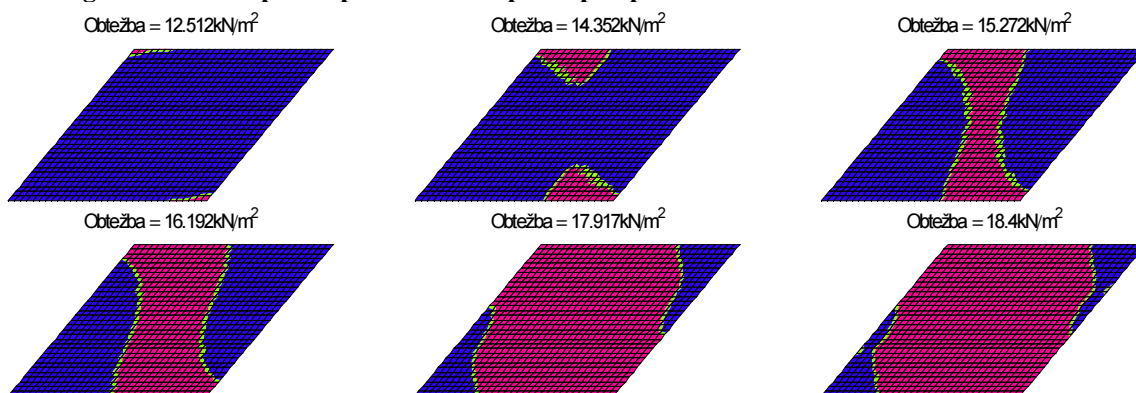 Obtežba = 12.512kN/m²
Obtežba = 14.352kN/m²
Obtežba = 15.272kN/m²
Obtežba = 16.192kN/m²
Obtežba = 17.917kN/m²
Obtežba = 18.4kN/m²